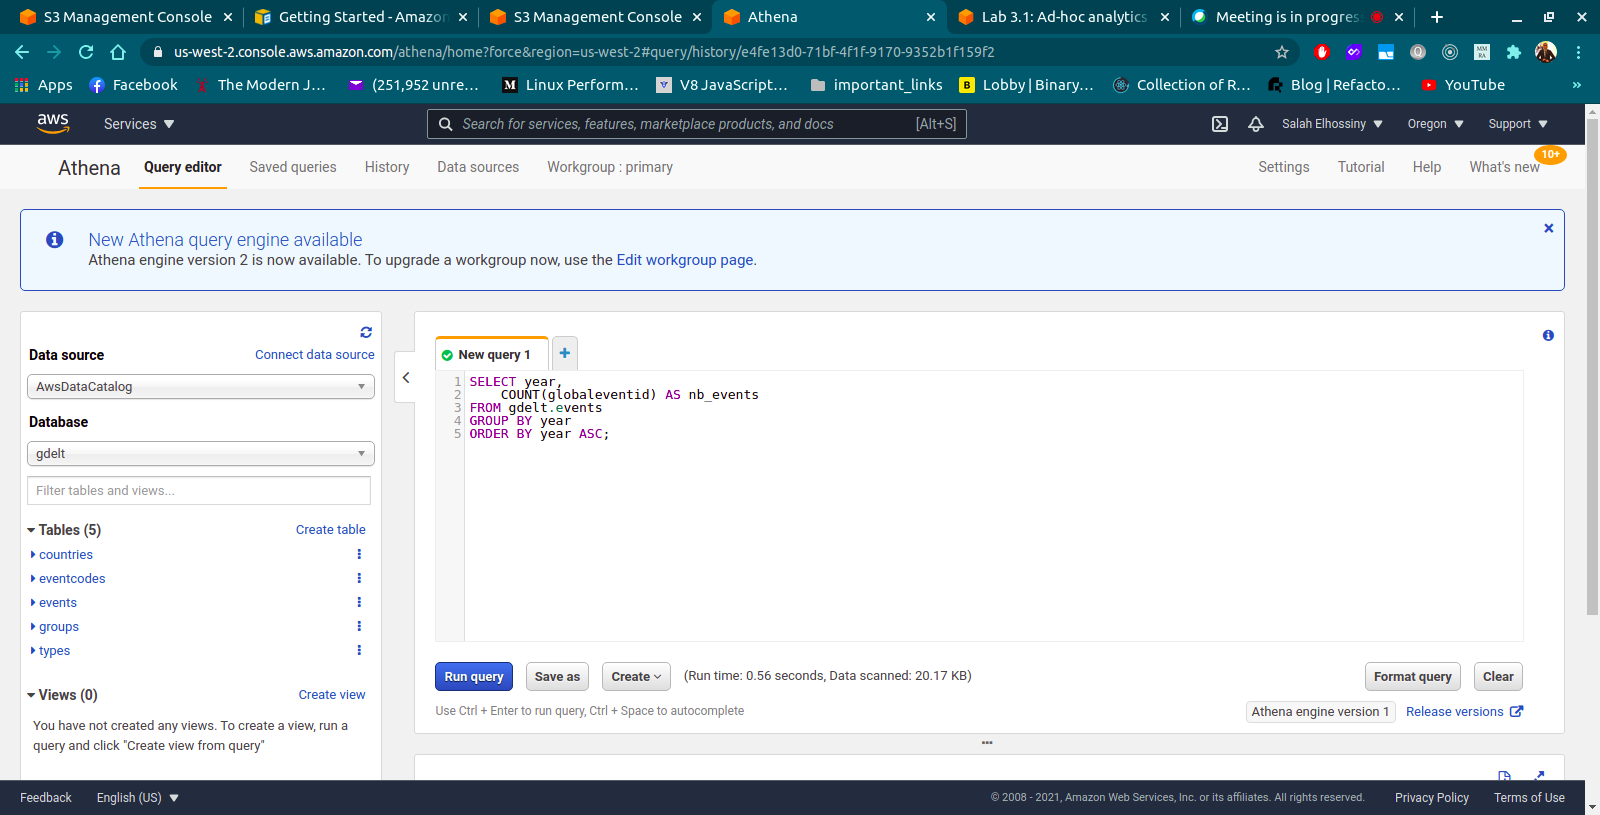 S3 Management Console
Getting Started - Amazon
S3 Management Console
Athena
Lab 3.1: Ad-hoc analytics
Meeting is in progres
us-west-2.console.aws.amazon.com/athena/home?force&region=us-west-2#query/history/e4fe13d0-71bf-4f1f-9170-9352b1f159f2
Apps
Facebook
The Modern J...
(251,952 unre...
Linux Perform...
V8 JavaScript...
important_links
Lobby | Binary...
Collection of R...
Blog | Refacto...
YouTube
»
aws
Services
Search for services, features, marketplace products, and docs [Alt+S]
Salah Elhossiny
Oregon
Support
Athena
Query editor
Saved queries
History
Data sources
Workgroup : primary
Settings
Tutorial
Help
What's new
10+
New Athena query engine available
Athena engine version 2 is now available. To upgrade a workgroup now, use the Edit workgroup page.
Data source
Connect data source
AwsDataCatalog
Database
gdelt
Filter tables and views...
Tables (5)
Create table
countries
eventcodes
events
groups
types
Views (0)
Create view
You have not created any views. To create a view, run a
query and click "Create view from query"
New query 1
1 SELECT year,
2 COUNT(globaleventid) AS nb_events
3 FROM gdelt.events
4 GROUP BY year
5 ORDER BY year ASC;
Run query
Save as
Create
(Run time: 0.56 seconds, Data scanned: 20.17 KB)
Format query
Clear
Use Ctrl + Enter to run query, Ctrl + Space to autocomplete
Athena engine version 1
Release versions
Feedback
English (US)
© 2008 - 2021, Amazon Web Services, Inc. or its affiliates. All rights reserved.
Privacy Policy
Terms of Use